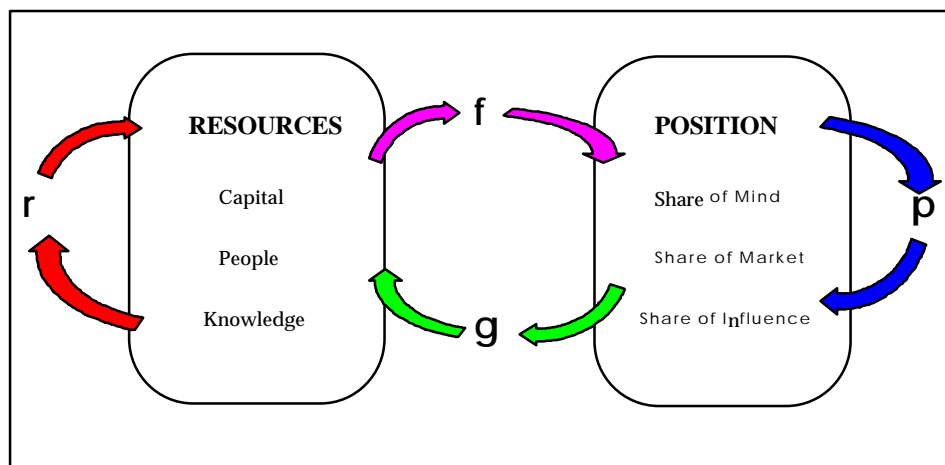 f
RESOURCES
POSITION
Capital
Share of Mind
r
p
People
Share of Market
Knowledge
Share of Influence
g